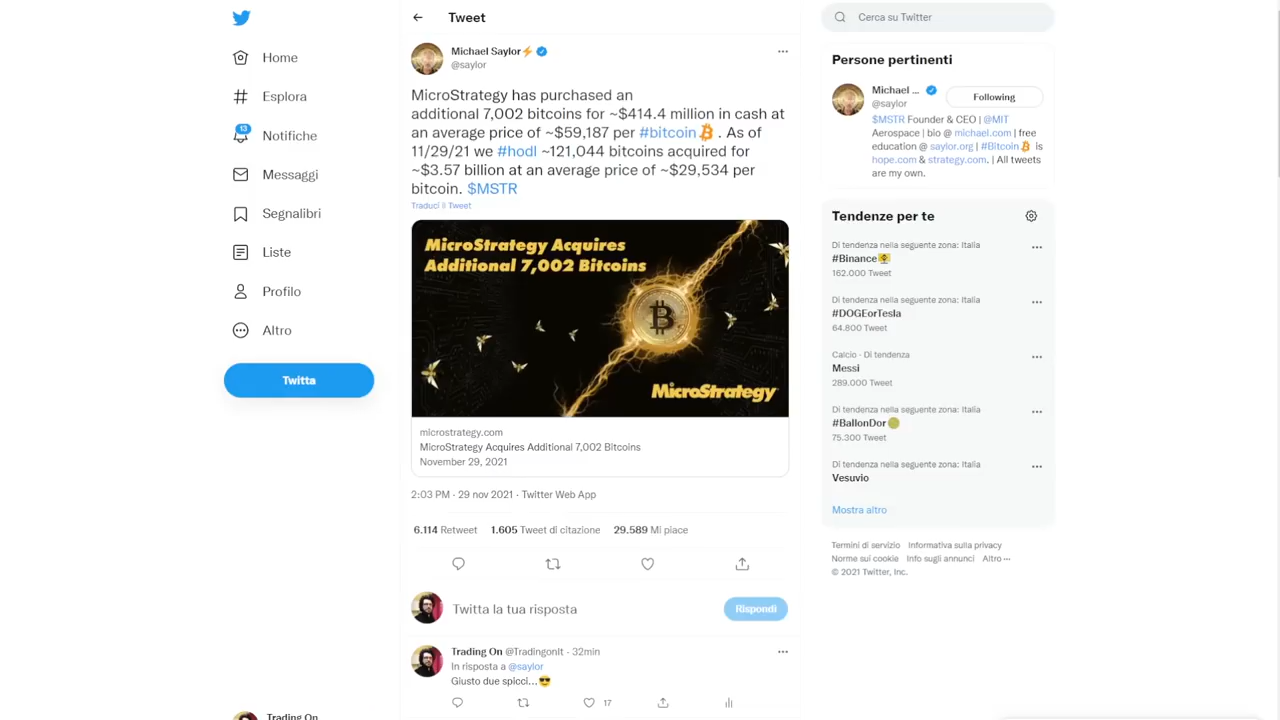 Home
Esplora
13
Notifiche
Messaggi
Segnalibri
Liste
Profilo
Altro
Twitta
Trading On
Tweet
Michael Saylor⚡
@saylor
MicroStrategy has purchased an
additional 7,002 bitcoins for ~$414.4 million in cash at
an average price of ~$59,187 per #bitcoin . As of
11/29/21 we #hodl ~121,044 bitcoins acquired for
~$3.57 billion at an average price of ~$29,534 per
bitcoin. $MSTR
Traduci il Tweet
MicroStrategy Acquires
Additional 7,002 Bitcoins
MicroStrategy
microstrategy.com
MicroStrategy Acquires Additional 7,002 Bitcoins
November 29, 2021
2:03 PM · 29 nov 2021 · Twitter Web App
6.114 Retweet 1.605 Tweet di citazione 29.589 Mi piace
Twitta la tua risposta
Rispondi
Trading On @TradingonIt · 32min
In risposta a @saylor
Giusto due spicci...😎
17
Cerca su Twitter
Persone pertinenti
Michael ...
@saylor
Following
$MSTR Founder & CEO | @MIT
Aerospace | bio @ michael.com | free
education @ saylor.org | #Bitcoin is
hope.com & strategy.com. | All tweets
are my own.
Tendenze per te
Di tendenza nella seguente zona: Italia
#Binance
162.000 Tweet
Di tendenza nella seguente zona: Italia
#DOGEorTesla
64.800 Tweet
Calcio · Di tendenza
Messi
289.000 Tweet
Di tendenza nella seguente zona: Italia
#BallonDor
75.300 Tweet
Di tendenza nella seguente zona: Italia
Vesuvio
Mostra altro
Termini di servizio Informativa sulla privacy
Norme sui cookie Info sugli annunci Altro ···
© 2021 Twitter, Inc.